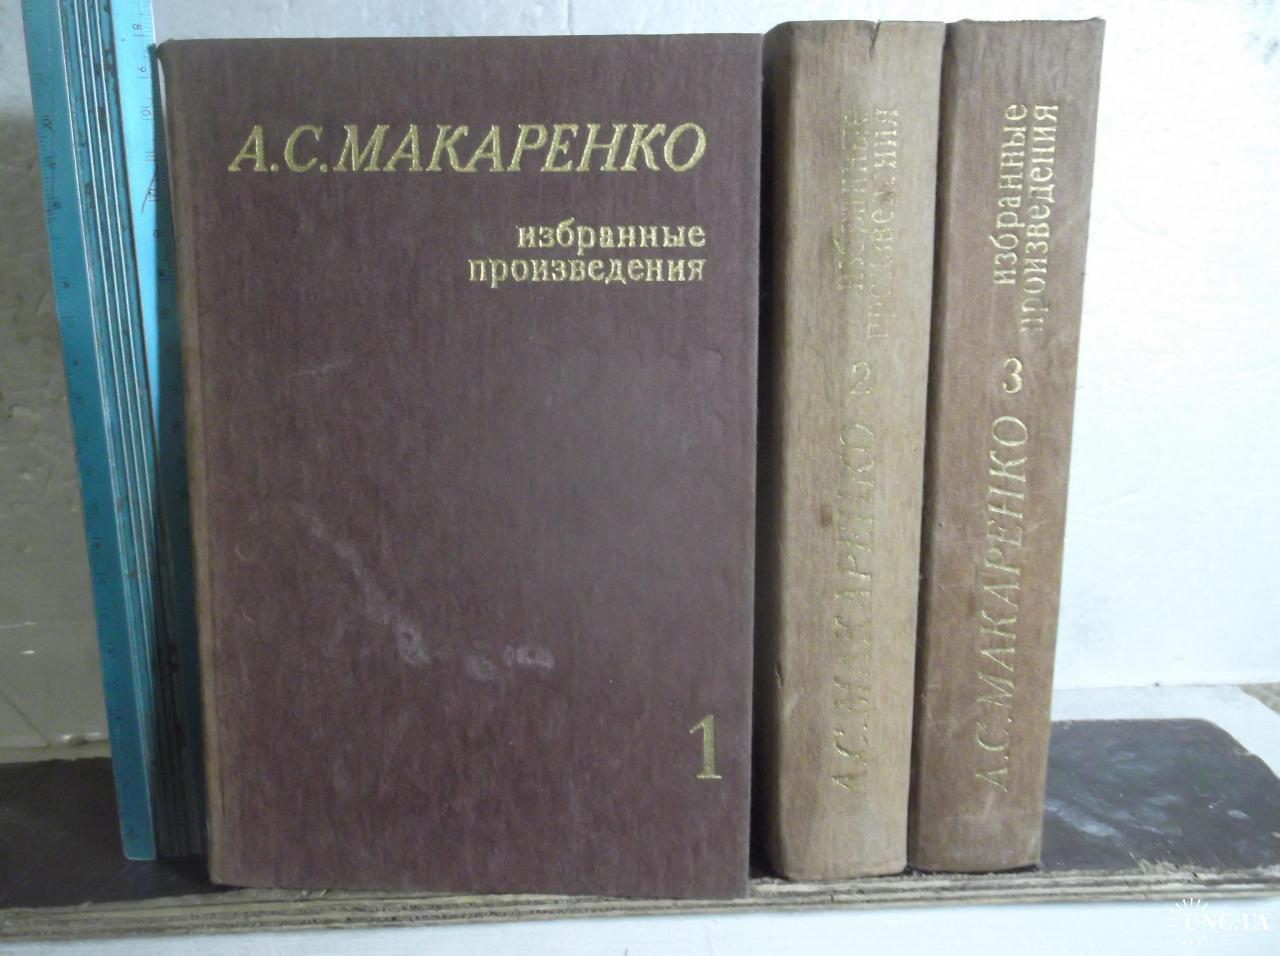 А.С.МАКАРЕНКО
избранные
произведения
1
А.С.МАКАРЕНКО 2 избранные
произведения
А.С.МАКАРЕНКО 3 избранные
произведения
UNC.UA